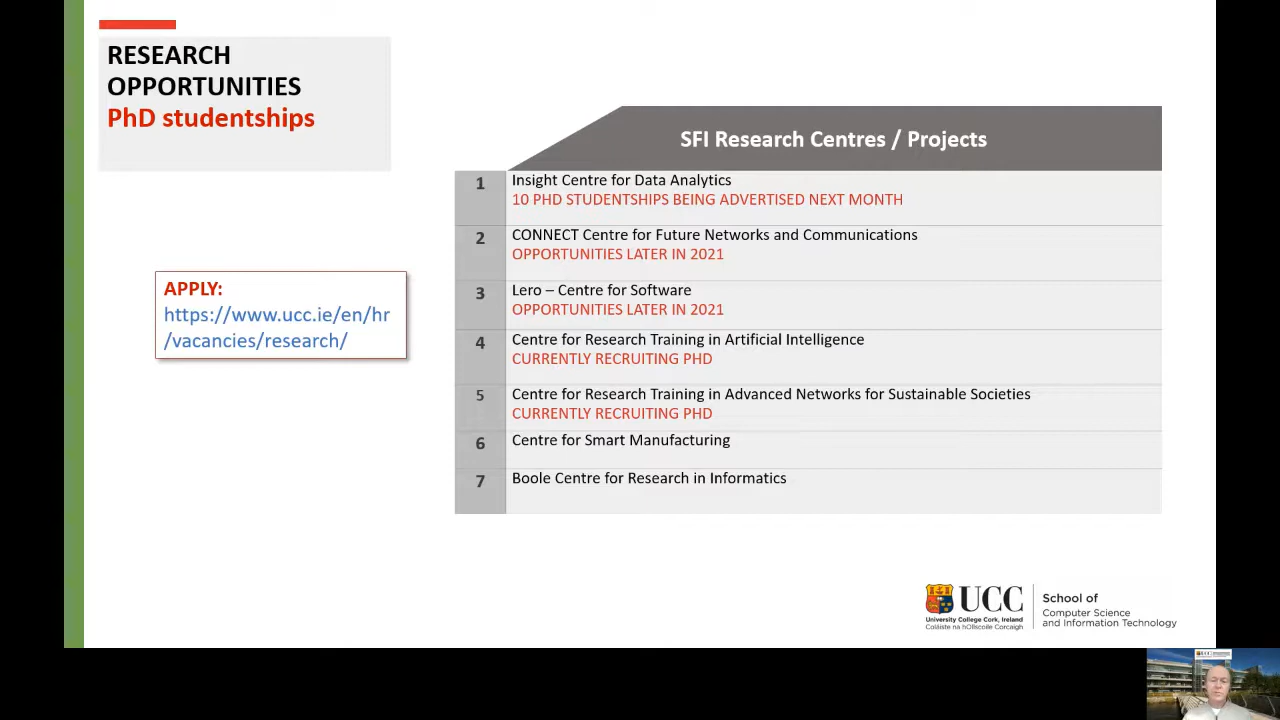 RESEARCH
OPPORTUNITIES
PhD studentships
APPLY:
https://www.ucc.ie/en/hr
/vacancies/research/
SFI Research Centres / Projects
1
Insight Centre for Data Analytics
10 PHD STUDENTSHIPS BEING ADVERTISED NEXT MONTH
2
CONNECT Centre for Future Networks and Communications
OPPORTUNITIES LATER IN 2021
3
Lero – Centre for Software
OPPORTUNITIES LATER IN 2021
4
Centre for Research Training in Artificial Intelligence
CURRENTLY RECRUITING PHD
5
Centre for Research Training in Advanced Networks for Sustainable Societies
CURRENTLY RECRUITING PHD
6
Centre for Smart Manufacturing
7
Boole Centre for Research in Informatics
UCC
University College Cork, Ireland
Coláiste na hOllscoile Corcaigh
School of
Computer Science
and Information Technology
UCC